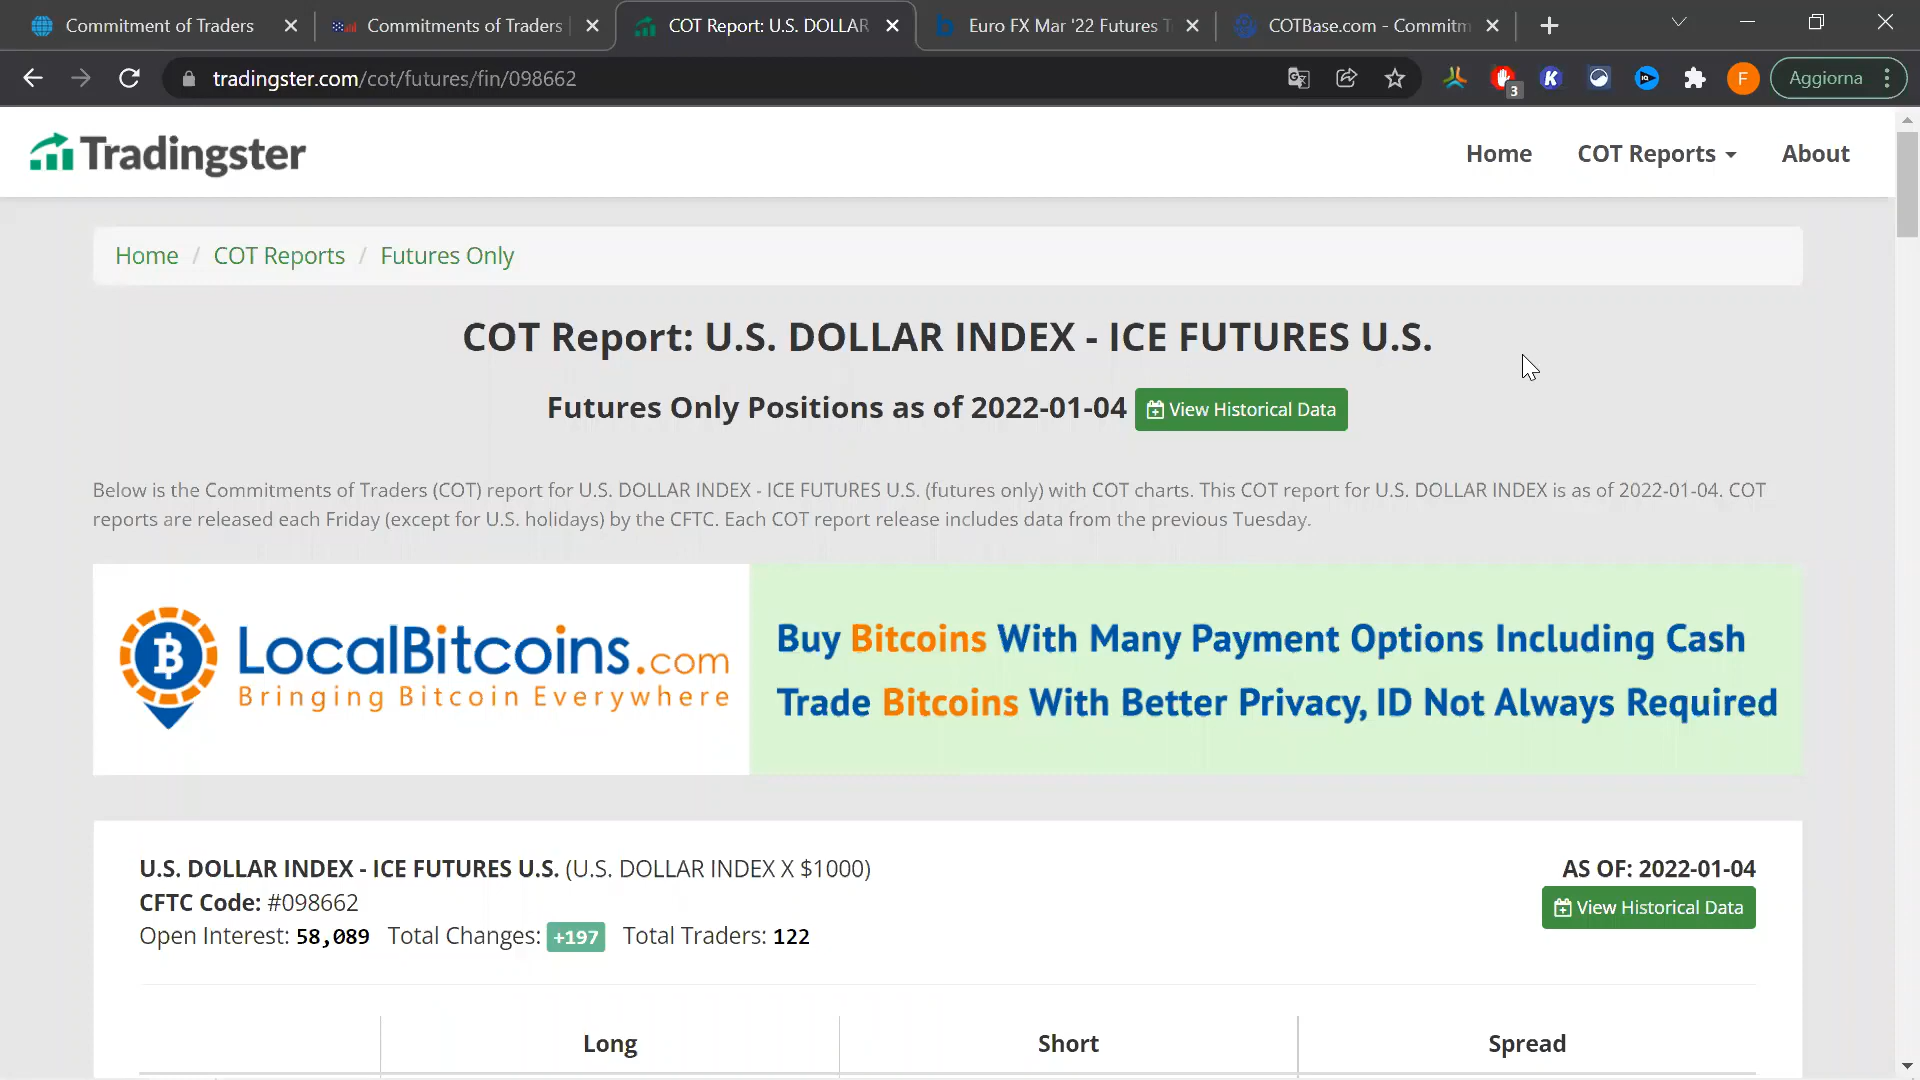 Commitment of Traders
Commitments of Traders
COT Report: U.S. DOLLAR
Euro FX Mar '22 Futures T
COTBase.com - Commitm
tradingster.com/cot/futures/fin/098662
3
K
F
Aggiorna
Tradingster
Home
COT Reports
About
Home / COT Reports / Futures Only
COT Report: U.S. DOLLAR INDEX - ICE FUTURES U.S.
Futures Only Positions as of 2022-01-04
View Historical Data
Below is the Commitments of Traders (COT) report for U.S. DOLLAR INDEX - ICE FUTURES U.S. (futures only) with COT charts. This COT report for U.S. DOLLAR INDEX is as of 2022-01-04. COT
reports are released each Friday (except for U.S. holidays) by the CFTC. Each COT report release includes data from the previous Tuesday.
LocalBitcoins.com
Bringing Bitcoin Everywhere
Buy Bitcoins With Many Payment Options Including Cash
Trade Bitcoins With Better Privacy, ID Not Always Required
U.S. DOLLAR INDEX - ICE FUTURES U.S. (U.S. DOLLAR INDEX X $1000)
AS OF: 2022-01-04
CFTC Code: #098662
View Historical Data
Open Interest: 58,089 Total Changes: +197 Total Traders: 122
Long
Short
Spread